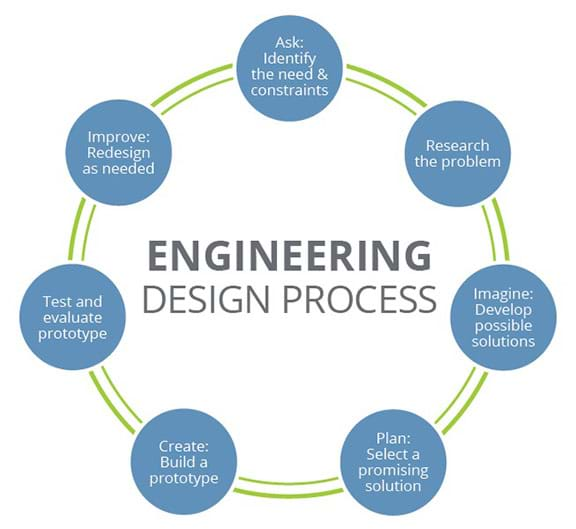 Ask:
Identify
the need &
constraints
Research
the problem
Imagine:
Develop
possible
solutions
Plan:
Select a
promising
solution
Create:
Build a
prototype
Test and
evaluate
prototype
Improve:
Redesign
as needed
ENGINEERING
DESIGN PROCESS